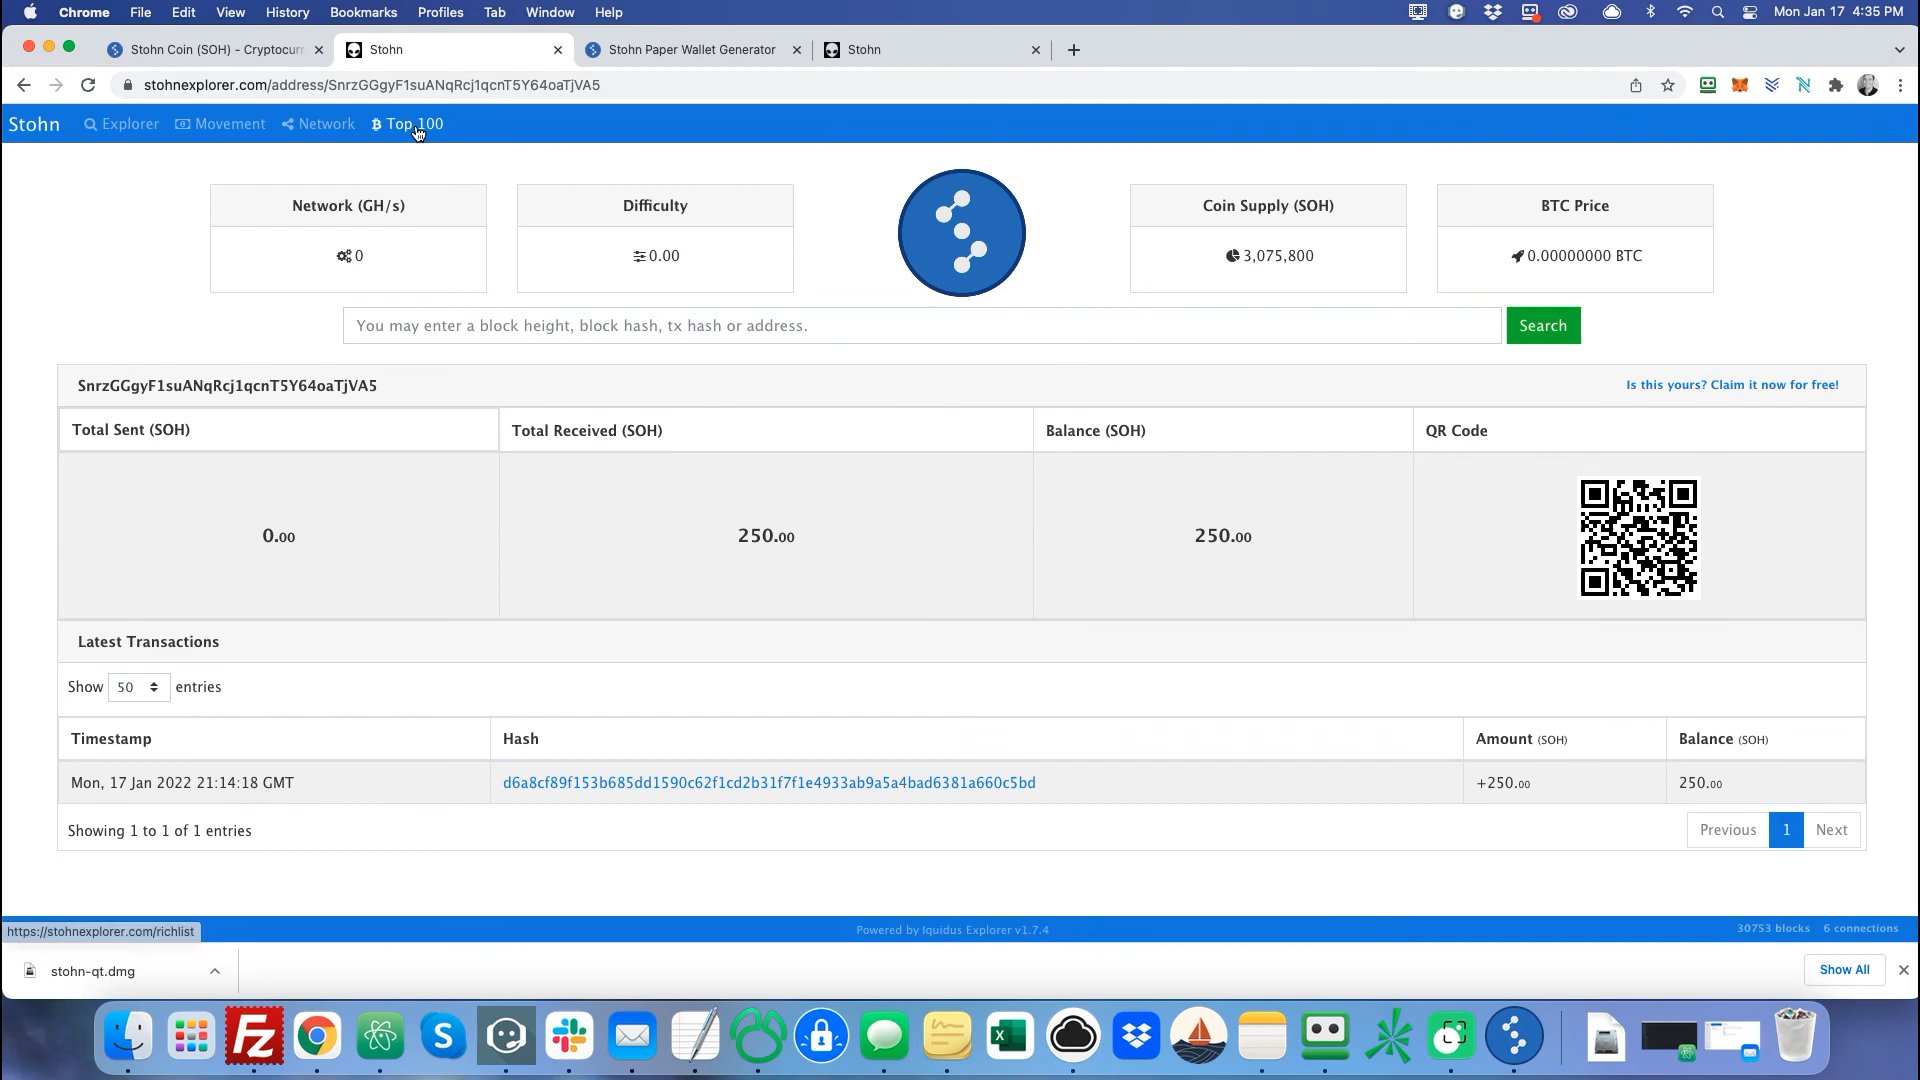 Chrome File Edit View History Bookmarks Profiles Tab Window Help Mon Jan 17 4:35 PM
Stohn Coin (SOH) - Cryptocurr Stohn Stohn Paper Wallet Generator Stohn
stohnexplorer.com/address/SnrzGGgyF1suANqRcj1qcnT5Y64oaTjVA5
Stohn Explorer Movement Network Top 100
Network (GH/s) Difficulty Coin Supply (SOH) BTC Price
0 0.00 3,075,800 0.00000000 BTC
You may enter a block height, block hash, tx hash or address. Search
SnrzGGgyF1suANqRcj1qcnT5Y64oaTjVA5 Is this yours? Claim it now for free!
Total Sent (SOH) Total Received (SOH) Balance (SOH) QR Code
0.00 250.00 250.00
Latest Transactions
Show 50 entries
Timestamp Hash Amount (SOH) Balance (SOH)
Mon, 17 Jan 2022 21:14:18 GMT d6a8cf89f153b685dd1590c62f1cd2b31f7f1e4933ab9a5a4bad6381a660c5bd +250.00 250.00
Showing 1 to 1 of 1 entries Previous 1 Next
https://stohnexplorer.com/richlist Powered by Iquidus Explorer v1.7.4 30753 blocks 6 connections
stohn-qt.dmg Show All